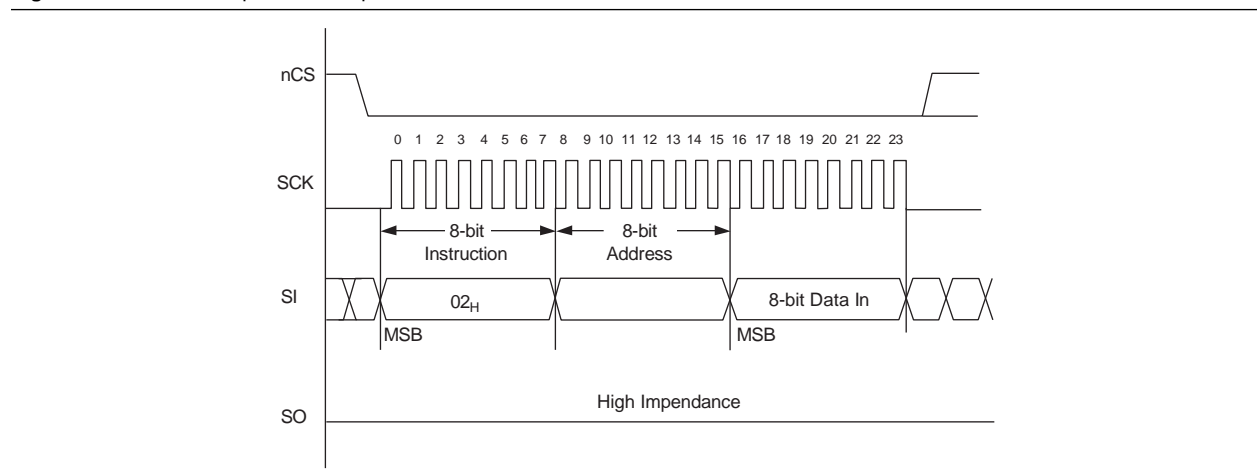 nCS
0 1 2 3 4 5 6 7 8 9 10 11 12 13 14 15 16 17 18 19 20 21 22 23
SCK
8-bit
Instruction
8-bit
Address
SI
02H
8-bit Data In
MSB
MSB
High Impendance
SO